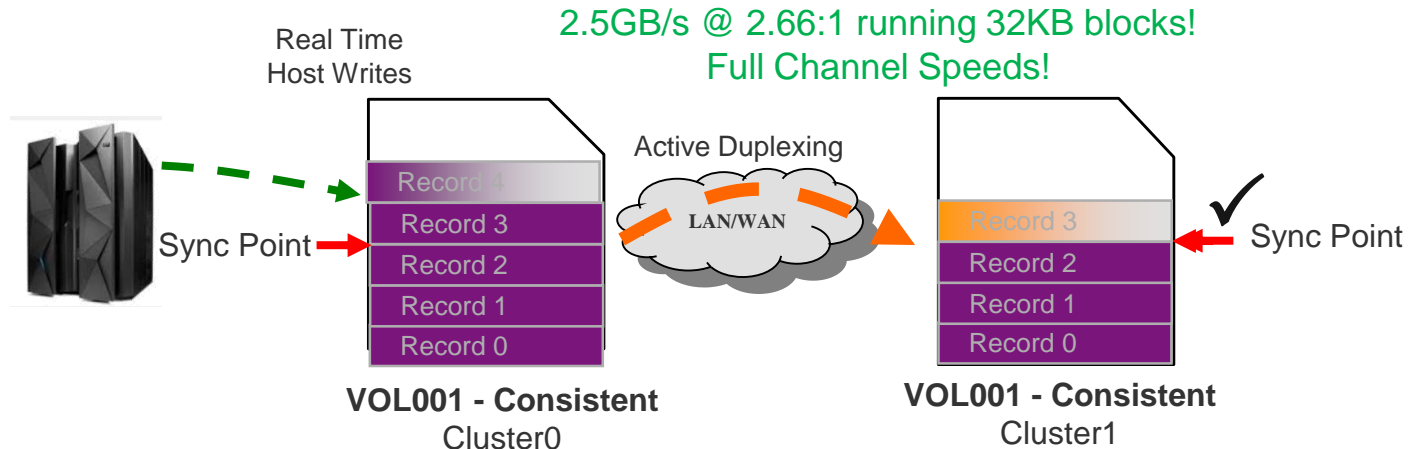 2.5GB/s @ 2.66:1 running 32KB blocks!
Full Channel Speeds!
Real Time
Host Writes
Active Duplexing
LAN/WAN
Record 4
Record 3
Record 2
Record 1
Record 0
Sync Point
Record 3
Record 2
Record 1
Record 0
Sync Point
VOL001 - Consistent
Cluster0
VOL001 - Consistent
Cluster1